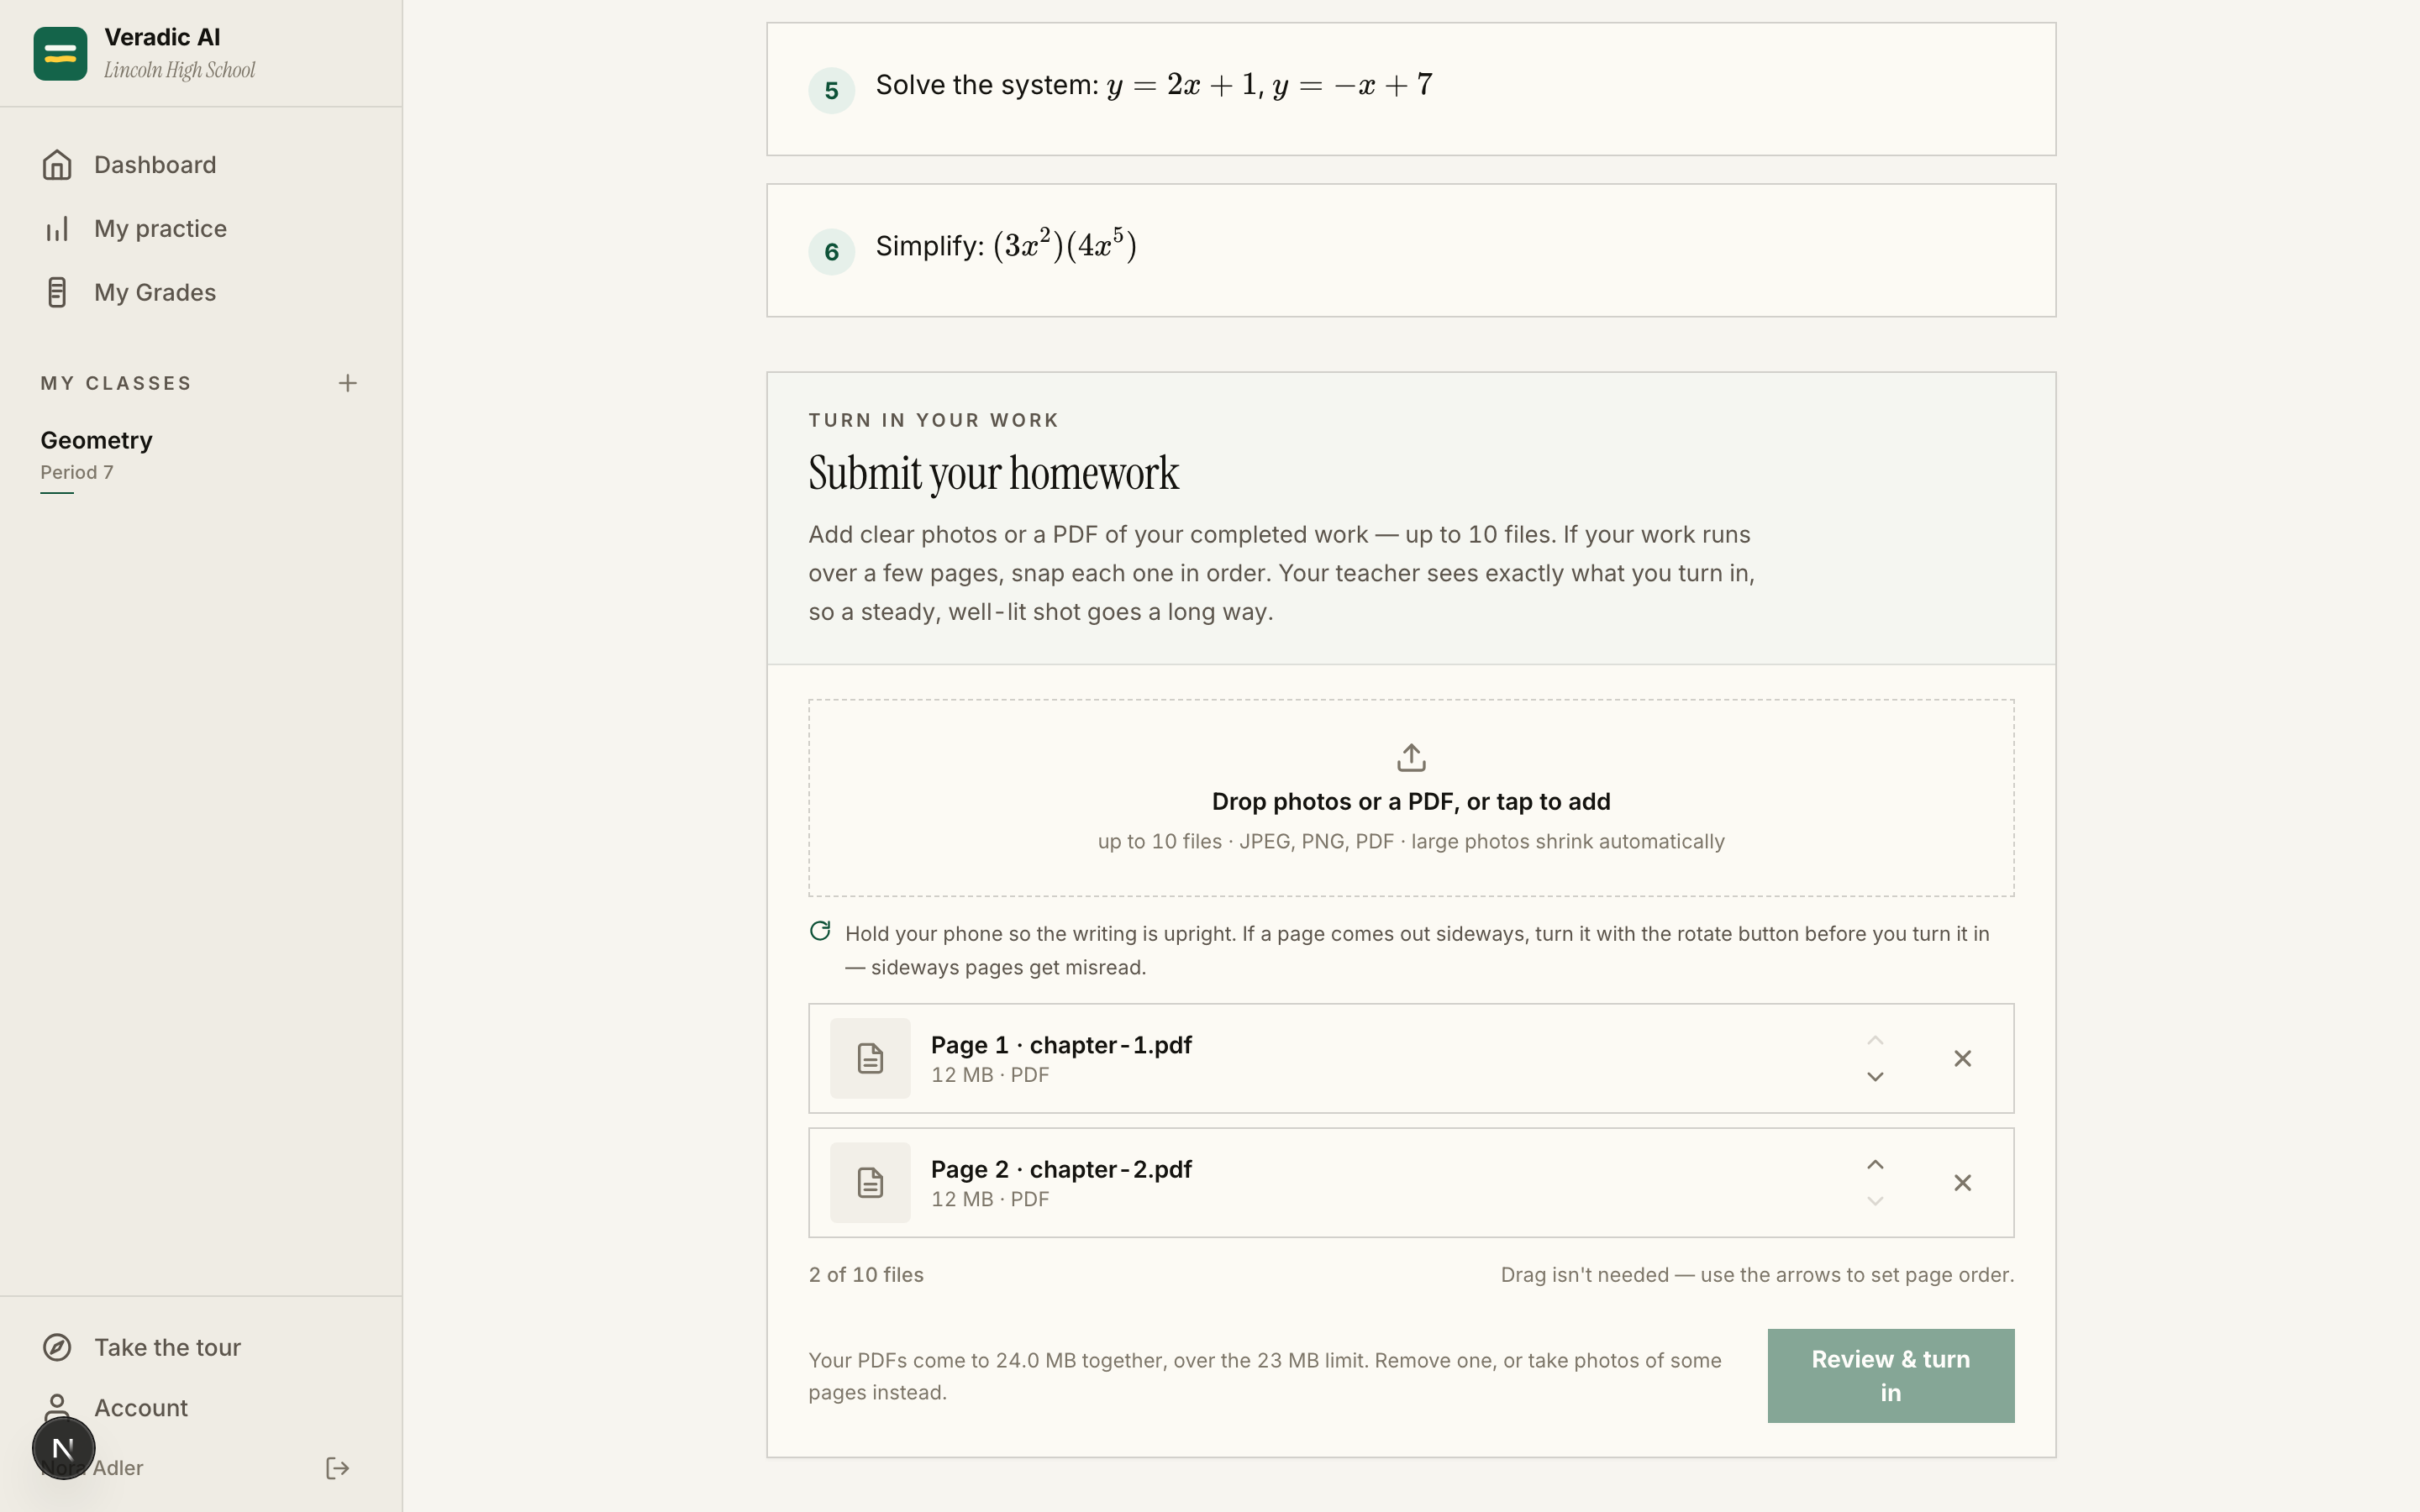 Veradic AI
Lincoln High School
Dashboard
My practice
My Grades
MY CLASSES
Geometry
Period 7
Take the tour
Account
N
Nora Adler
5
Solve the system: y = 2x + 1, y = −x + 7
6
Simplify: (3x²)(4x⁵)
TURN IN YOUR WORK
Submit your homework
Add clear photos or a PDF of your completed work — up to 10 files. If your work runs
over a few pages, snap each one in order. Your teacher sees exactly what you turn in,
so a steady, well-lit shot goes a long way.
Drop photos or a PDF, or tap to add
up to 10 files · JPEG, PNG, PDF · large photos shrink automatically
Hold your phone so the writing is upright. If a page comes out sideways, turn it with the rotate button before you turn it in
— sideways pages get misread.
Page 1 · chapter-1.pdf
12 MB · PDF
Page 2 · chapter-2.pdf
12 MB · PDF
2 of 10 files
Drag isn't needed — use the arrows to set page order.
Your PDFs come to 24.0 MB together, over the 23 MB limit. Remove one, or take photos of some
pages instead.
Review & turn
in